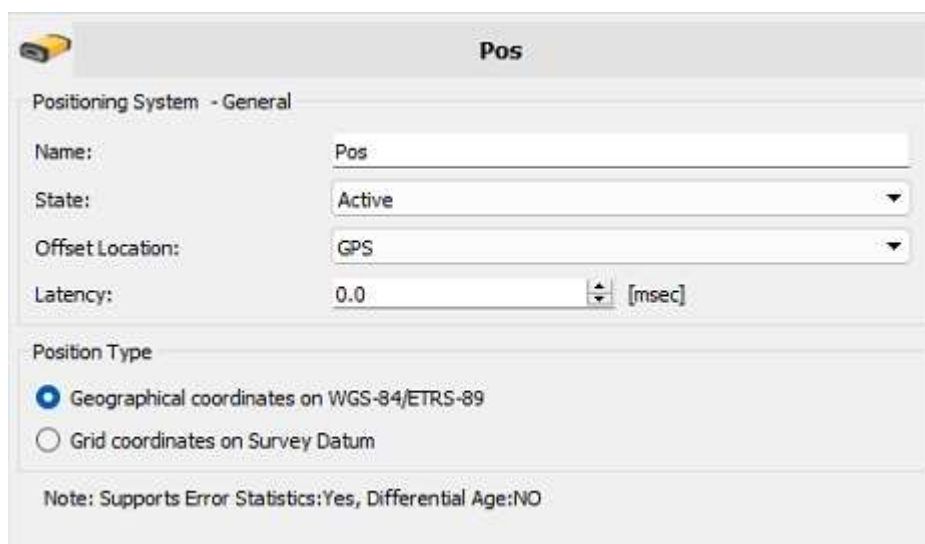 Pos
Positioning System - General
Name: Pos
State: Active
Offset Location: GPS
Latency: 0.0 [msec]
Position Type
Geographical coordinates on WGS-84/ETRS-89
Grid coordinates on Survey Datum
Note: Supports Error Statistics:Yes, Differential Age:NO